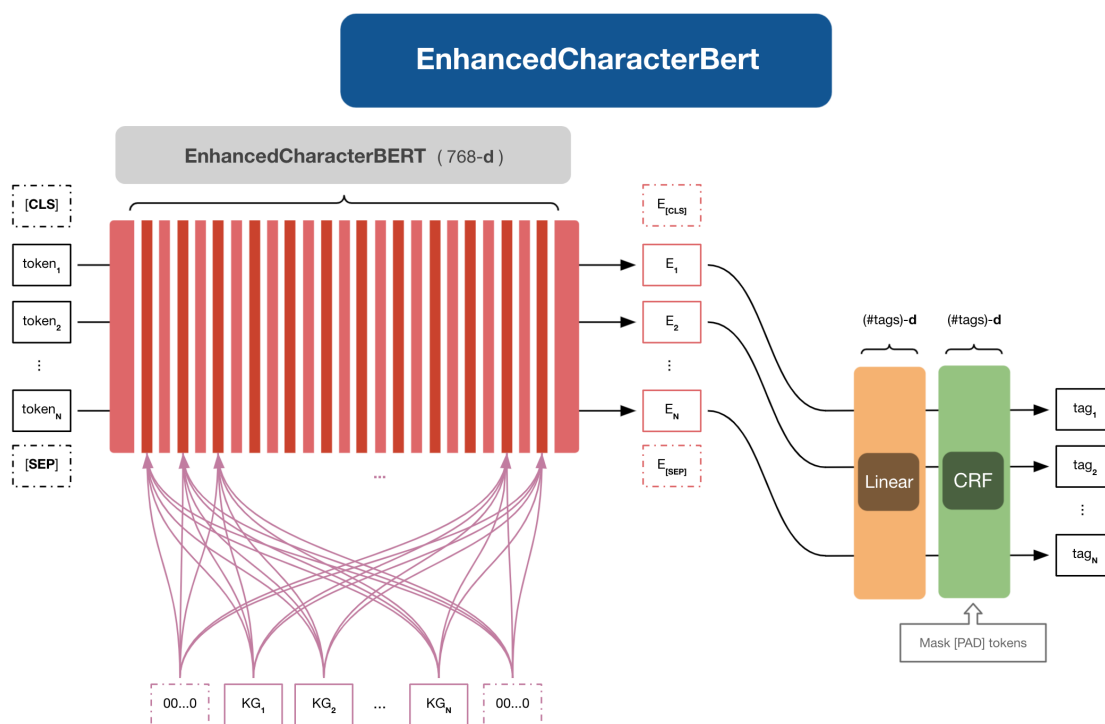 EnhancedCharacterBert
EnhancedCharacterBERT ( 768-d )
[CLS]
token1
token2
...
tokenN
[SEP]
E[CLS]
E1
E2
...
EN
E[SEP]
...
(#tags)-d
(#tags)-d
Linear
CRF
tag1
tag2
...
tagN
Mask [PAD] tokens
00...0
KG1
KG2
...
KGN
00...0